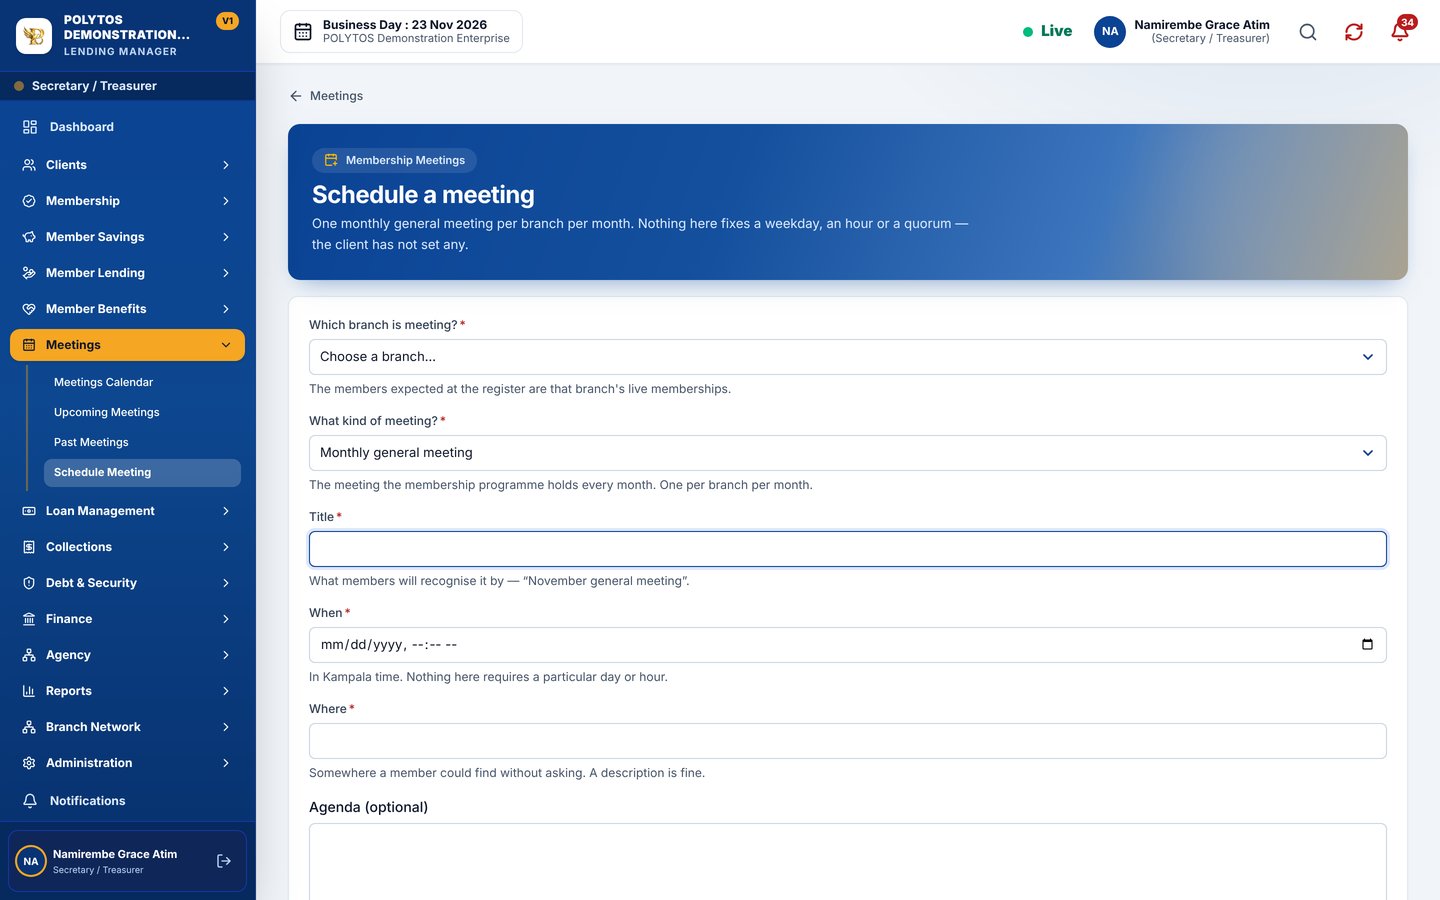 POLYTOS
DEMONSTRATION...
LENDING MANAGER
V1
Secretary / Treasurer
Dashboard
Clients
Membership
Member Savings
Member Lending
Member Benefits
Meetings
Meetings Calendar
Upcoming Meetings
Past Meetings
Schedule Meeting
Loan Management
Collections
Debt & Security
Finance
Agency
Reports
Branch Network
Administration
Notifications
NA
Namirembe Grace Atim
Secretary / Treasurer
Business Day : 23 Nov 2026
POLYTOS Demonstration Enterprise
Live
NA
Namirembe Grace Atim
(Secretary / Treasurer)
34
Meetings
Membership Meetings
Schedule a meeting
One monthly general meeting per branch per month. Nothing here fixes a weekday, an hour or a quorum —
the client has not set any.
Which branch is meeting? *
Choose a branch...
The members expected at the register are that branch's live memberships.
What kind of meeting? *
Monthly general meeting
The meeting the membership programme holds every month. One per branch per month.
Title *
What members will recognise it by — “November general meeting”.
When *
mm/dd/yyyy, --:-- --
In Kampala time. Nothing here requires a particular day or hour.
Where *
Somewhere a member could find without asking. A description is fine.
Agenda (optional)